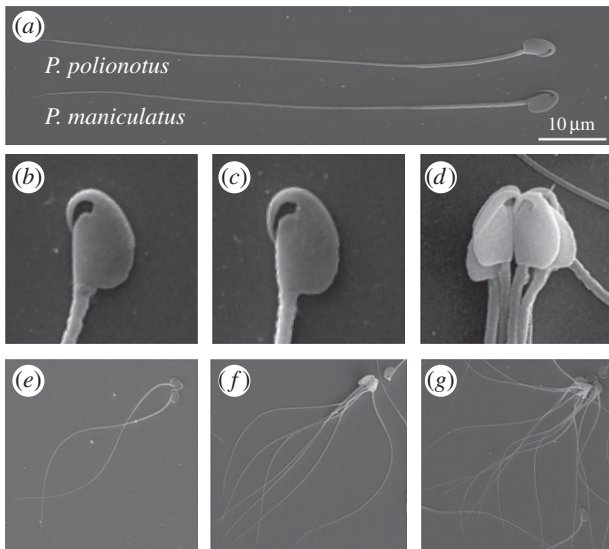 (a)
P. polionotus
P. maniculatus
10 µm
(b) (c) (d)
(e) (f) (g)